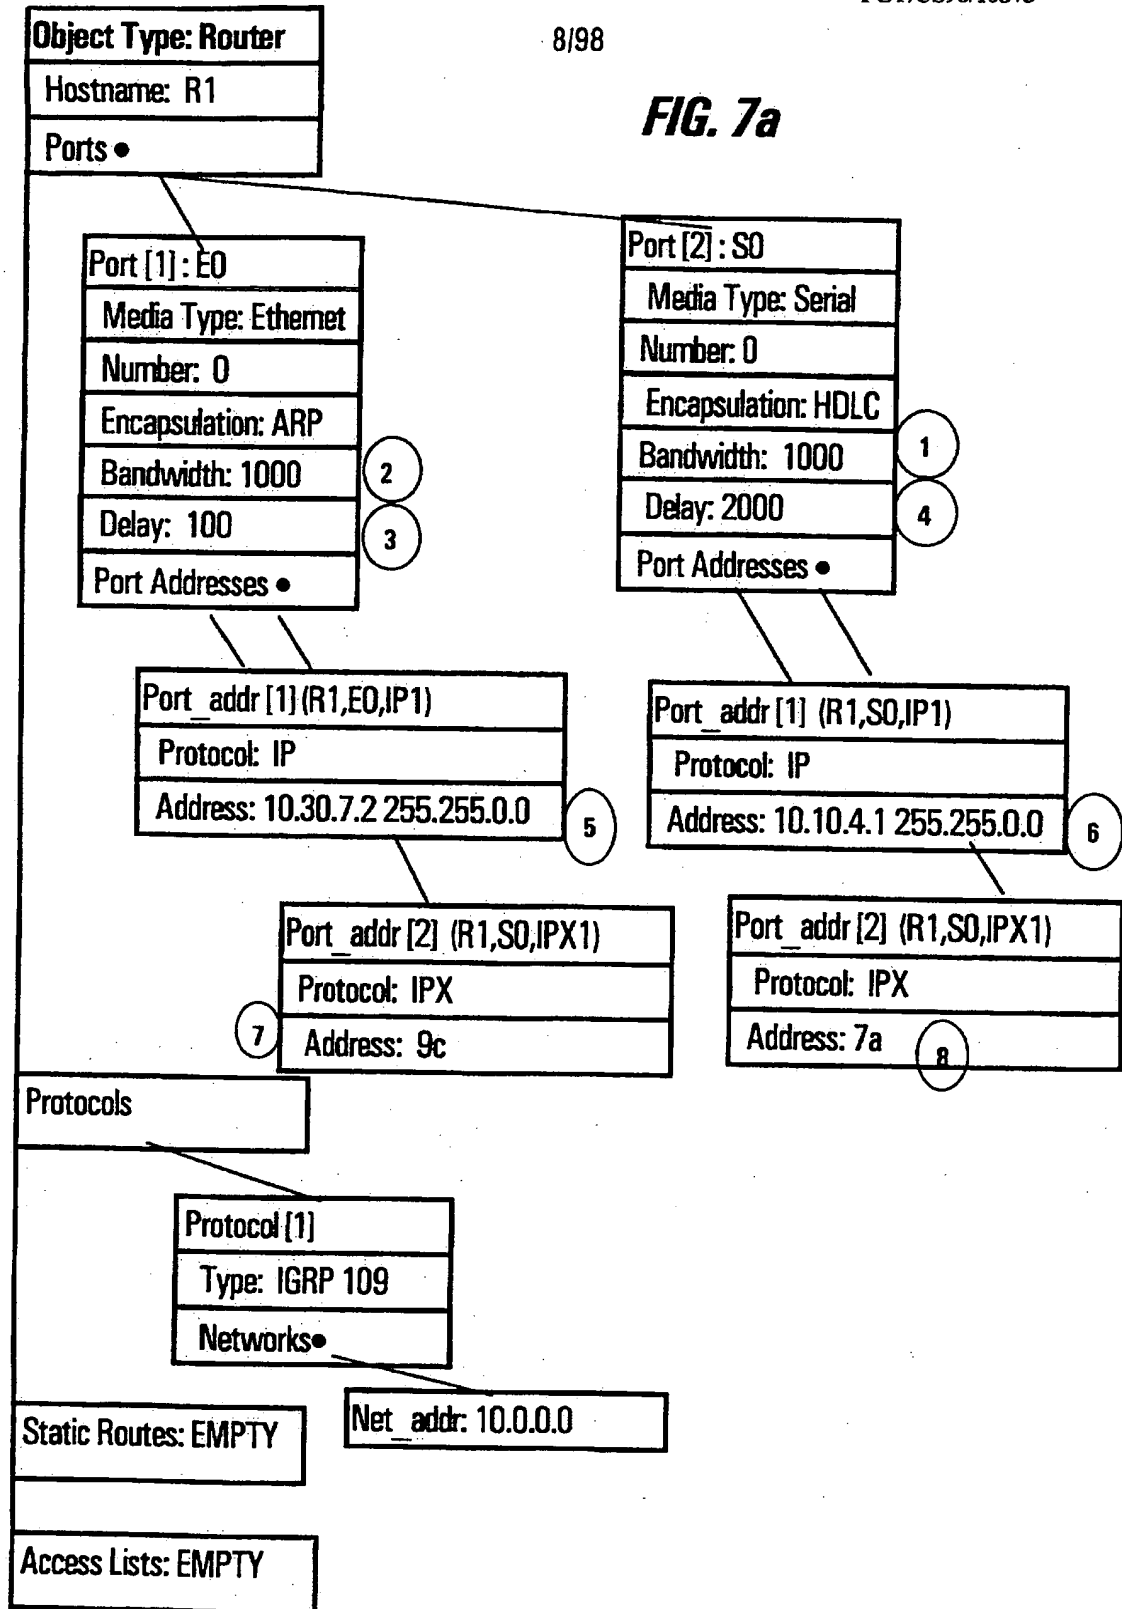 8/98
FIG. 7a
Object Type: Router
Hostname: R1
Ports •
Port [1] : E0
Media Type: Ethernet
Number: 0
Encapsulation: ARP
Bandwidth: 1000
2
Delay: 100
3
Port Addresses •
Port [2] : S0
Media Type: Serial
Number: 0
Encapsulation: HDLC
Bandwidth: 1000
1
Delay: 2000
4
Port Addresses •
Port_addr [1] (R1,E0,IP1)
Protocol: IP
Address: 10.30.7.2 255.255.0.0
5
Port_addr [1] (R1,S0,IP1)
Protocol: IP
Address: 10.10.4.1 255.255.0.0
6
Port_addr [2] (R1,S0,IPX1)
Protocol: IPX
7
Address: 9c
Port_addr [2] (R1,S0,IPX1)
Protocol: IPX
Address: 7a
8
Protocols
Protocol [1]
Type: IGRP 109
Networks•
Net_addr: 10.0.0.0
Static Routes: EMPTY
Access Lists: EMPTY